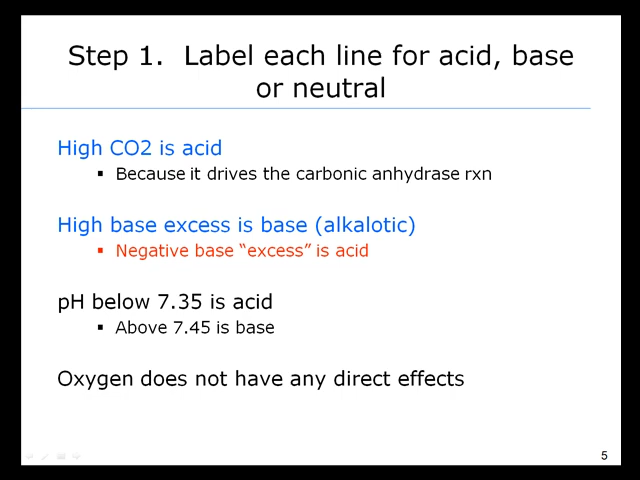 Step 1.  Label each line for acid, base
or neutral
High CO2 is acid
▪ Because it drives the carbonic anhydrase rxn
High base excess is base (alkalotic)
▪ Negative base “excess” is acid
pH below 7.35 is acid
▪ Above 7.45 is base
Oxygen does not have any direct effects
5